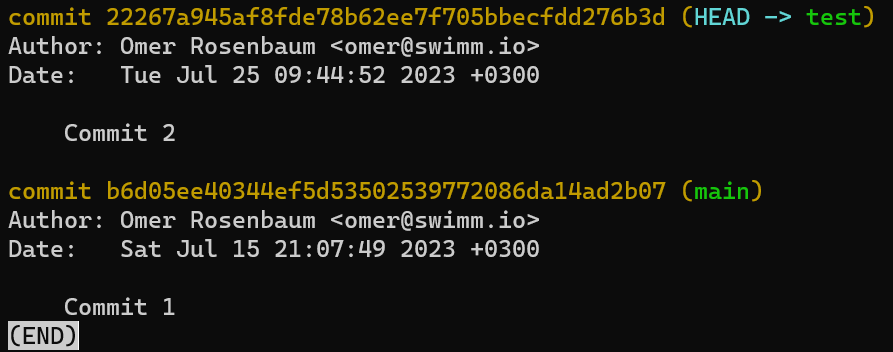 commit 22267a945af8fde78b62ee7f705bbecfdd276b3d (HEAD -> test)
Author: Omer Rosenbaum <omer@swimm.io>
Date:   Tue Jul 25 09:44:52 2023 +0300
    Commit 2
commit b6d05ee40344ef5d53502539772086da14ad2b07 (main)
Author: Omer Rosenbaum <omer@swimm.io>
Date:   Sat Jul 15 21:07:49 2023 +0300
    Commit 1
(END)